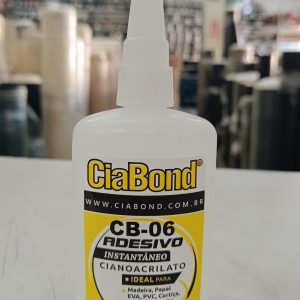 CiaBond®
WWW.CIABOND.COM.BR
CB-06
ADESIVO
INSTANTÂNEO
CIANOACRILATO
• IDEAL PARA
• Madeira, Papel
EVA, PVC, Cortiça,